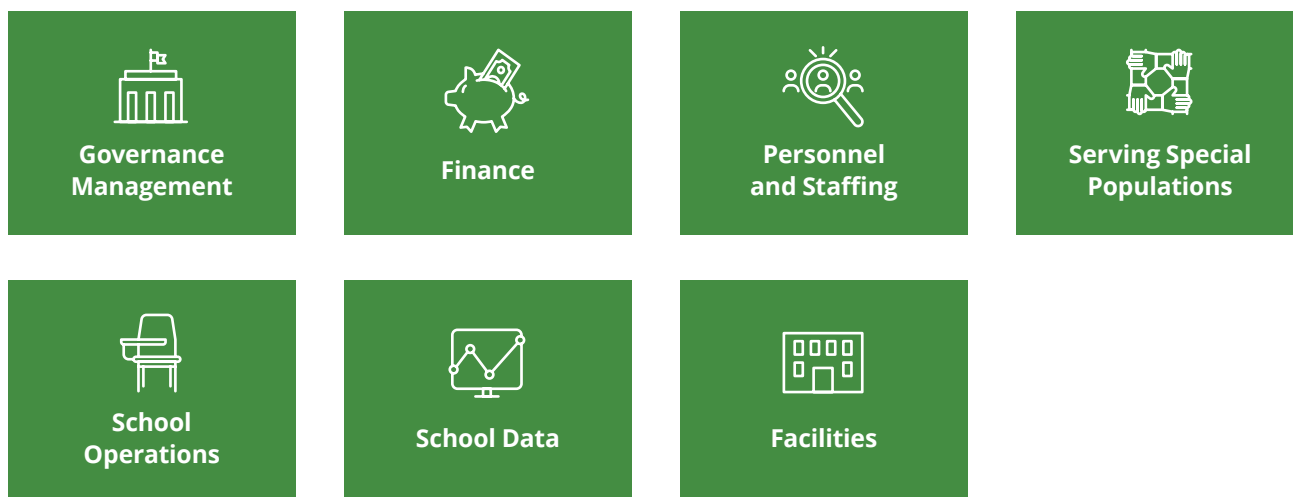 Governance
Management
Finance
Personnel
and Staffing
Serving Special
Populations
School
Operations
School Data
Facilities